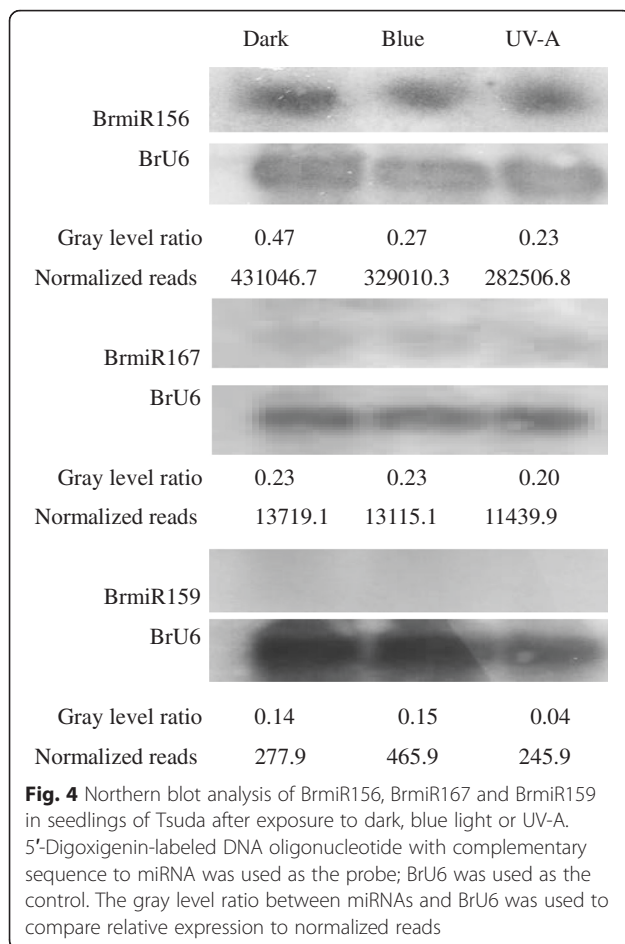 Dark Blue UV-A
BrmiR156
BrU6
Gray level ratio 0.47 0.27 0.23
Normalized reads 431046.7 329010.3 282506.8
BrmiR167
BrU6
Gray level ratio 0.23 0.23 0.20
Normalized reads 13719.1 13115.1 11439.9
BrmiR159
BrU6
Gray level ratio 0.14 0.15 0.04
Normalized reads 277.9 465.9 245.9
Fig. 4 Northern blot analysis of BrmiR156, BrmiR167 and BrmiR159
in seedlings of Tsuda after exposure to dark, blue light or UV-A.
5′-Digoxigenin-labeled DNA oligonucleotide with complementary
sequence to miRNA was used as the probe; BrU6 was used as the
control. The gray level ratio between miRNAs and BrU6 was used to
compare relative expression to normalized reads